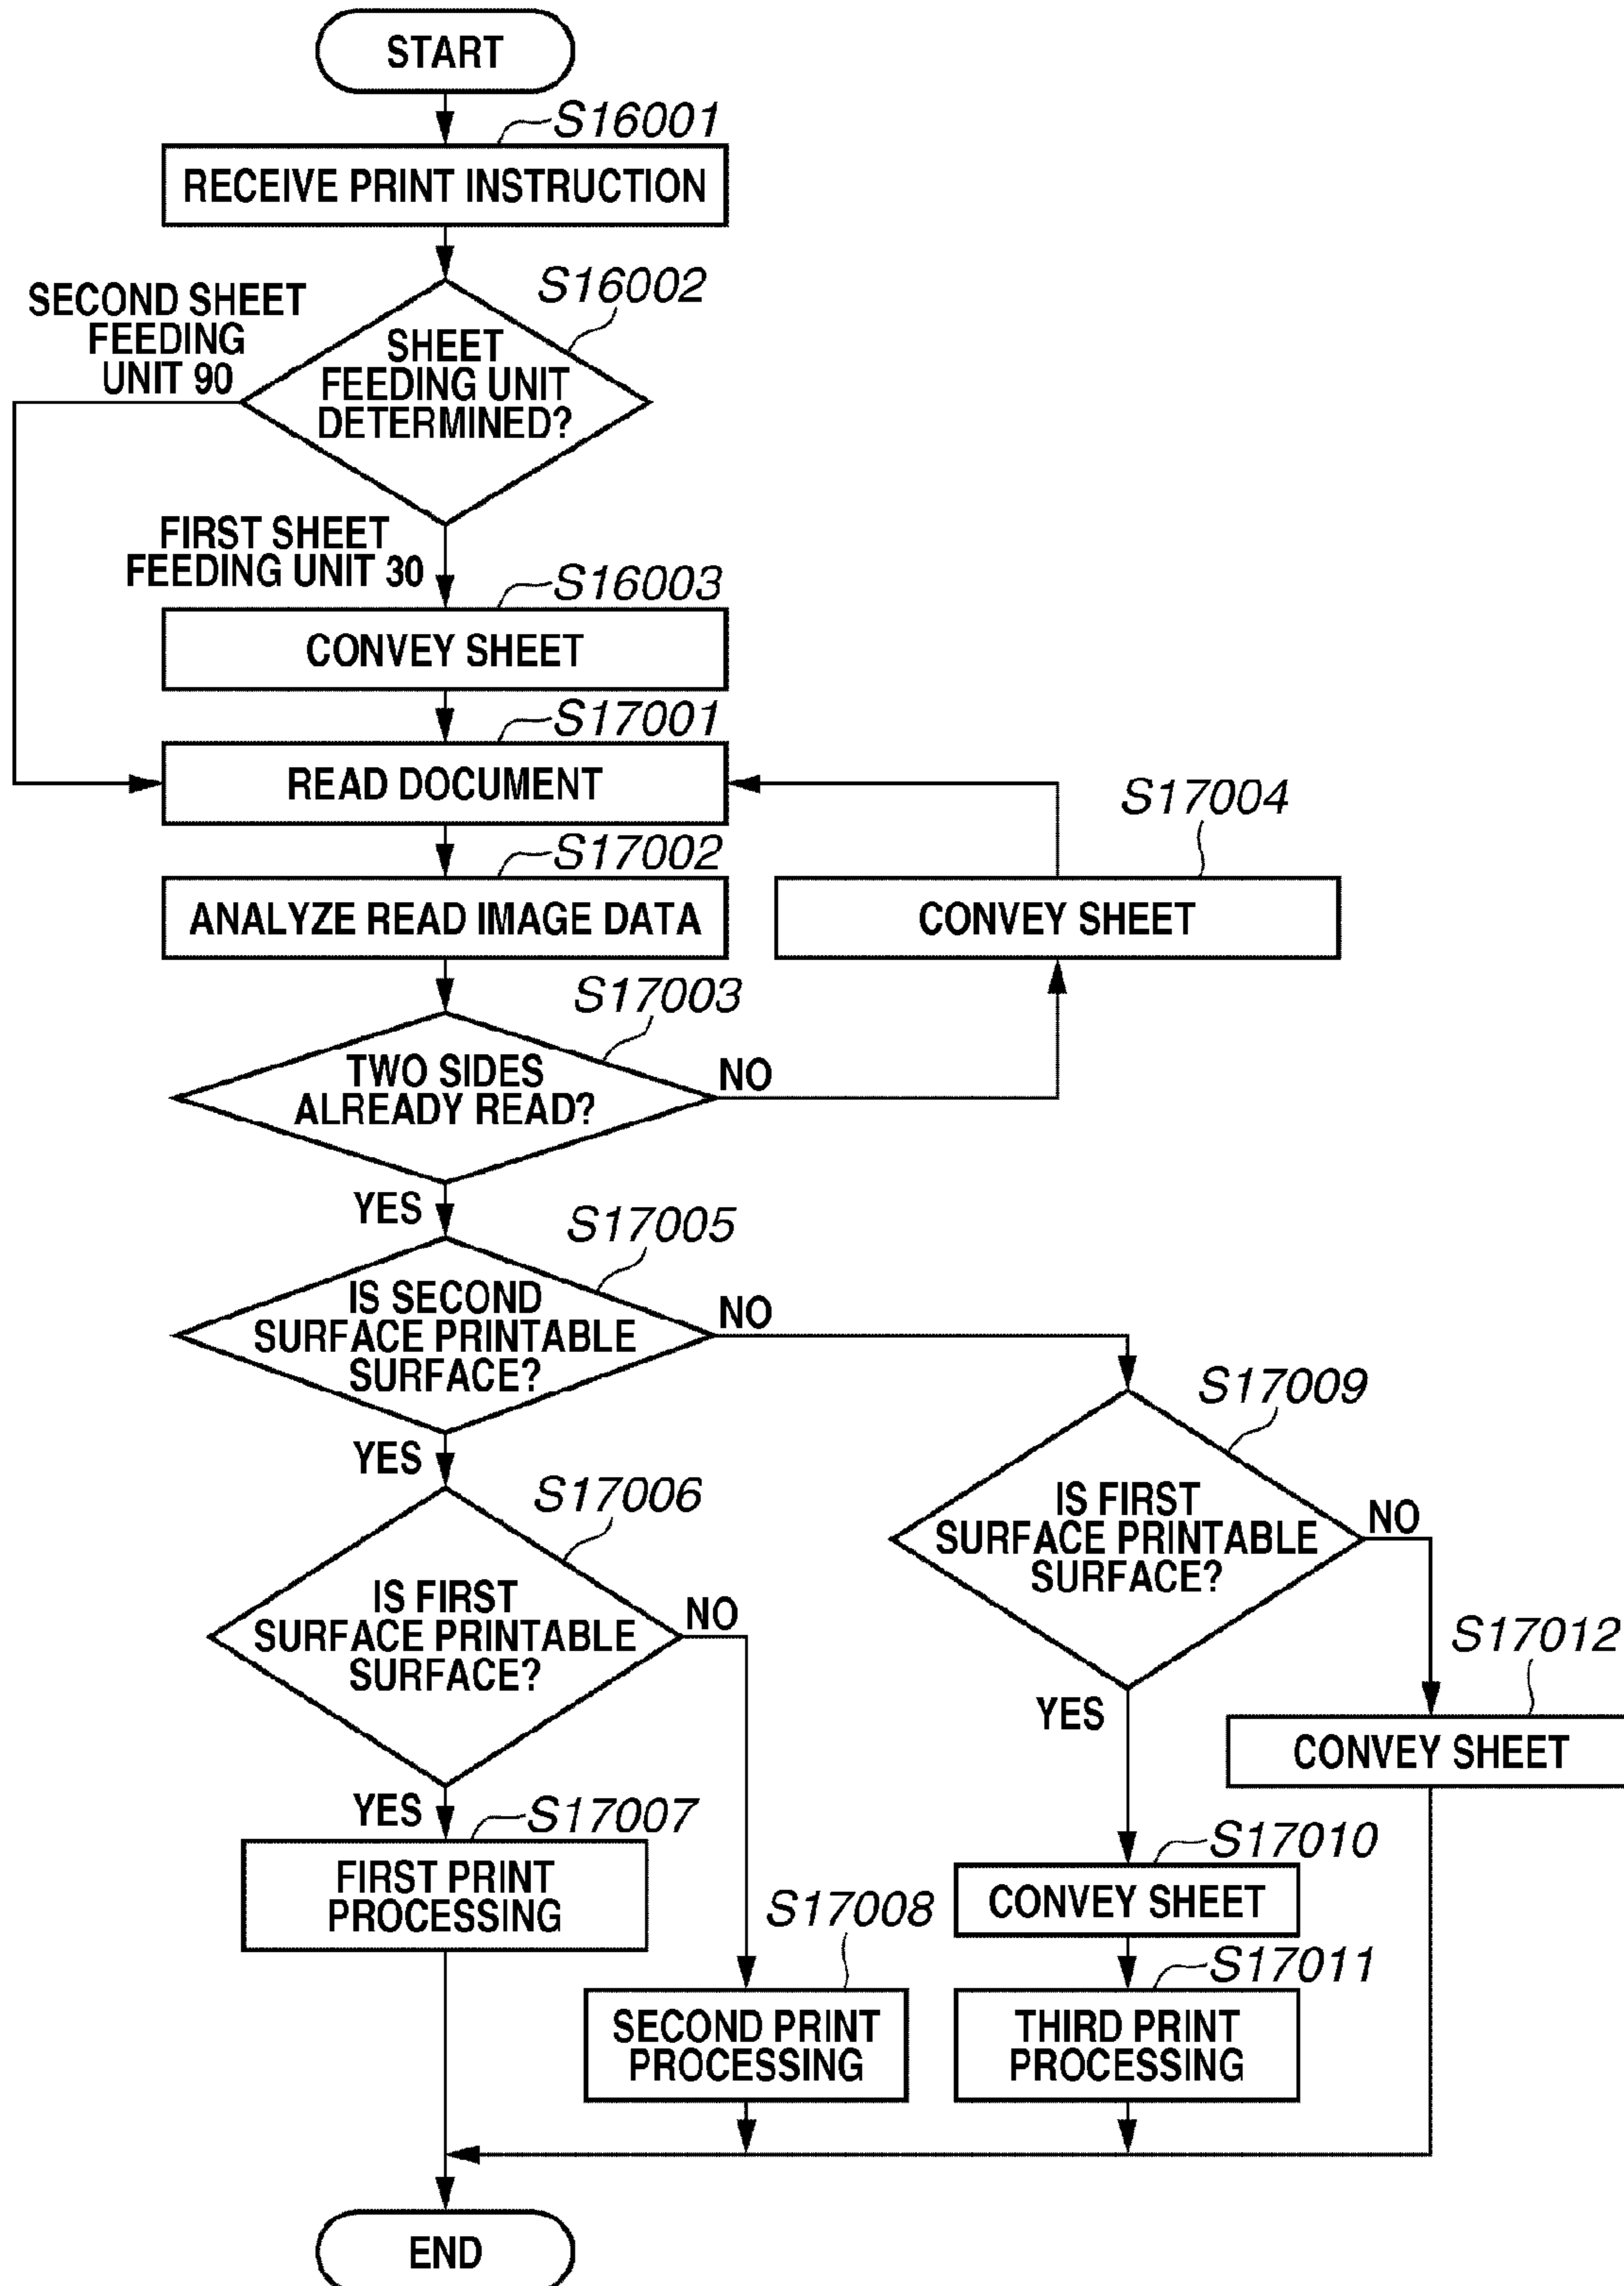 START
S16001
RECEIVE PRINT INSTRUCTION
S16002
SECOND SHEET
FEEDING
UNIT 90
SHEET
FEEDING UNIT
DETERMINED?
FIRST SHEET
FEEDING UNIT 30
S16003
CONVEY SHEET
S17001
READ DOCUMENT
S17004
CONVEY SHEET
S17002
ANALYZE READ IMAGE DATA
S17003
TWO SIDES
ALREADY READ?
NO
YES
S17005
IS SECOND
SURFACE PRINTABLE
SURFACE?
NO
YES
S17009
IS FIRST
SURFACE PRINTABLE
SURFACE?
NO
YES
S17006
IS FIRST
SURFACE PRINTABLE
SURFACE?
NO
YES
S17012
CONVEY SHEET
S17007
FIRST PRINT
PROCESSING
S17010
CONVEY SHEET
S17008
SECOND PRINT
PROCESSING
S17011
THIRD PRINT
PROCESSING
END